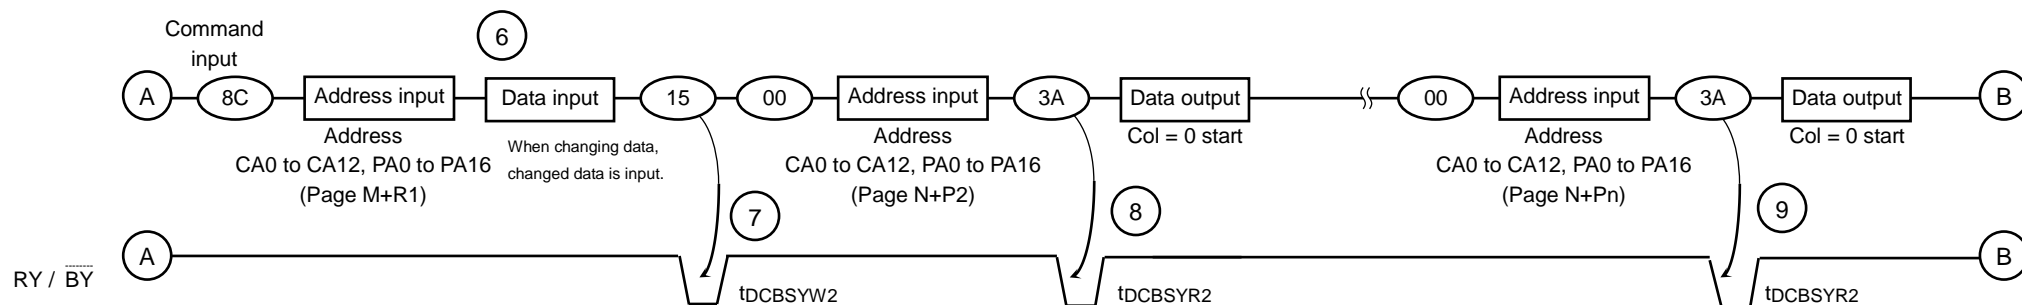 Command
input
6
A 8C Address input Data input 15 00 Address input 3A Data output 00 Address input 3A Data output B
Address
CA0 to CA12, PA0 to PA16
(Page M+R1)
When changing data,
changed data is input.
Address
CA0 to CA12, PA0 to PA16
(Page N+P2)
Col = 0 start
Address
CA0 to CA12, PA0 to PA16
(Page N+Pn)
Col = 0 start
7
8
9
A B
RY / BY
tDCBSYW2
tDCBSYR2
tDCBSYR2